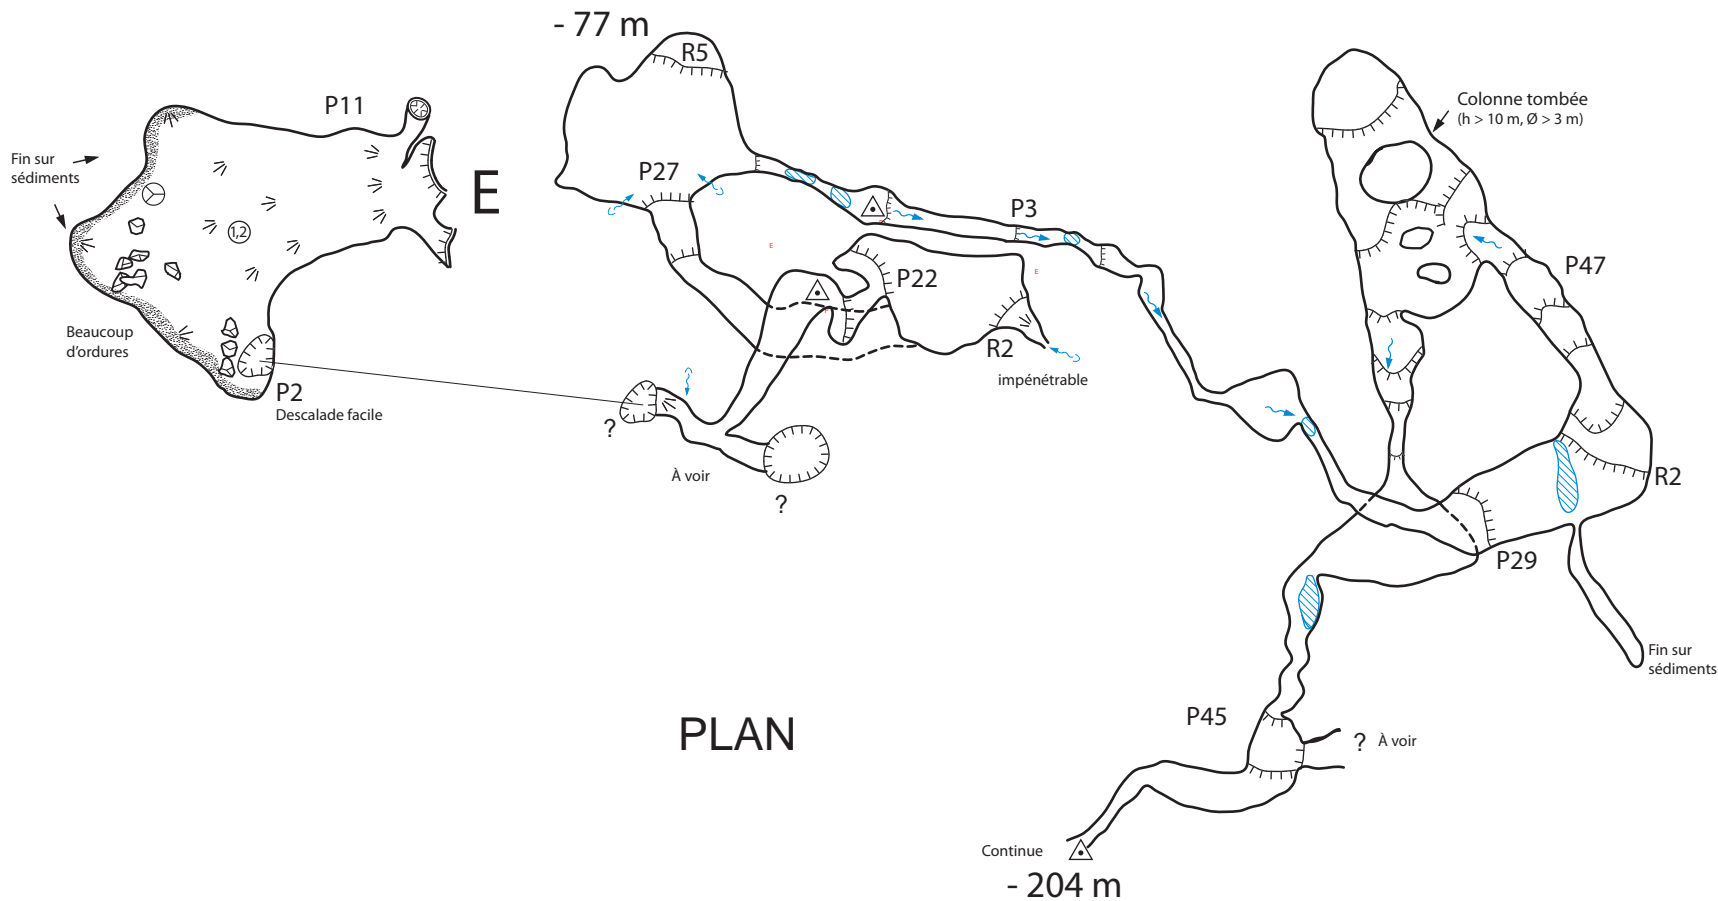 - 77 m
R5
P11
Colonne tombée
(h > 10 m, Ø > 3 m)
Fin sur
sédiments
E
P27
P3
1,2
E
E
P22
P47
E
Beaucoup
d'ordures
R2
impénétrable
P2
Descalade facile
?
À voir
?
R2
P29
Fin sur
sédiments
P45
PLAN
? À voir
Continue
- 204 m